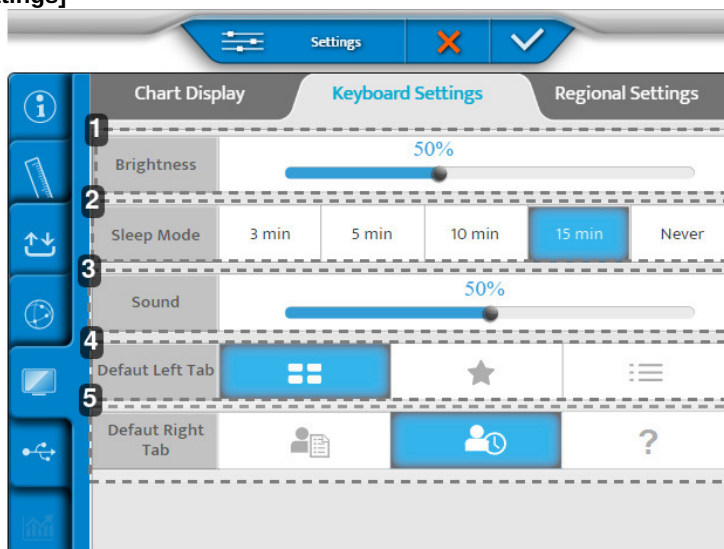 tings]
Settings
Chart Display Keyboard Settings Regional Settings
1
50%
Brightness
2
Sleep Mode 3 min 5 min 10 min 15 min Never
3
50%
Sound
4
Defaut Left Tab
5
Defaut Right
Tab
?